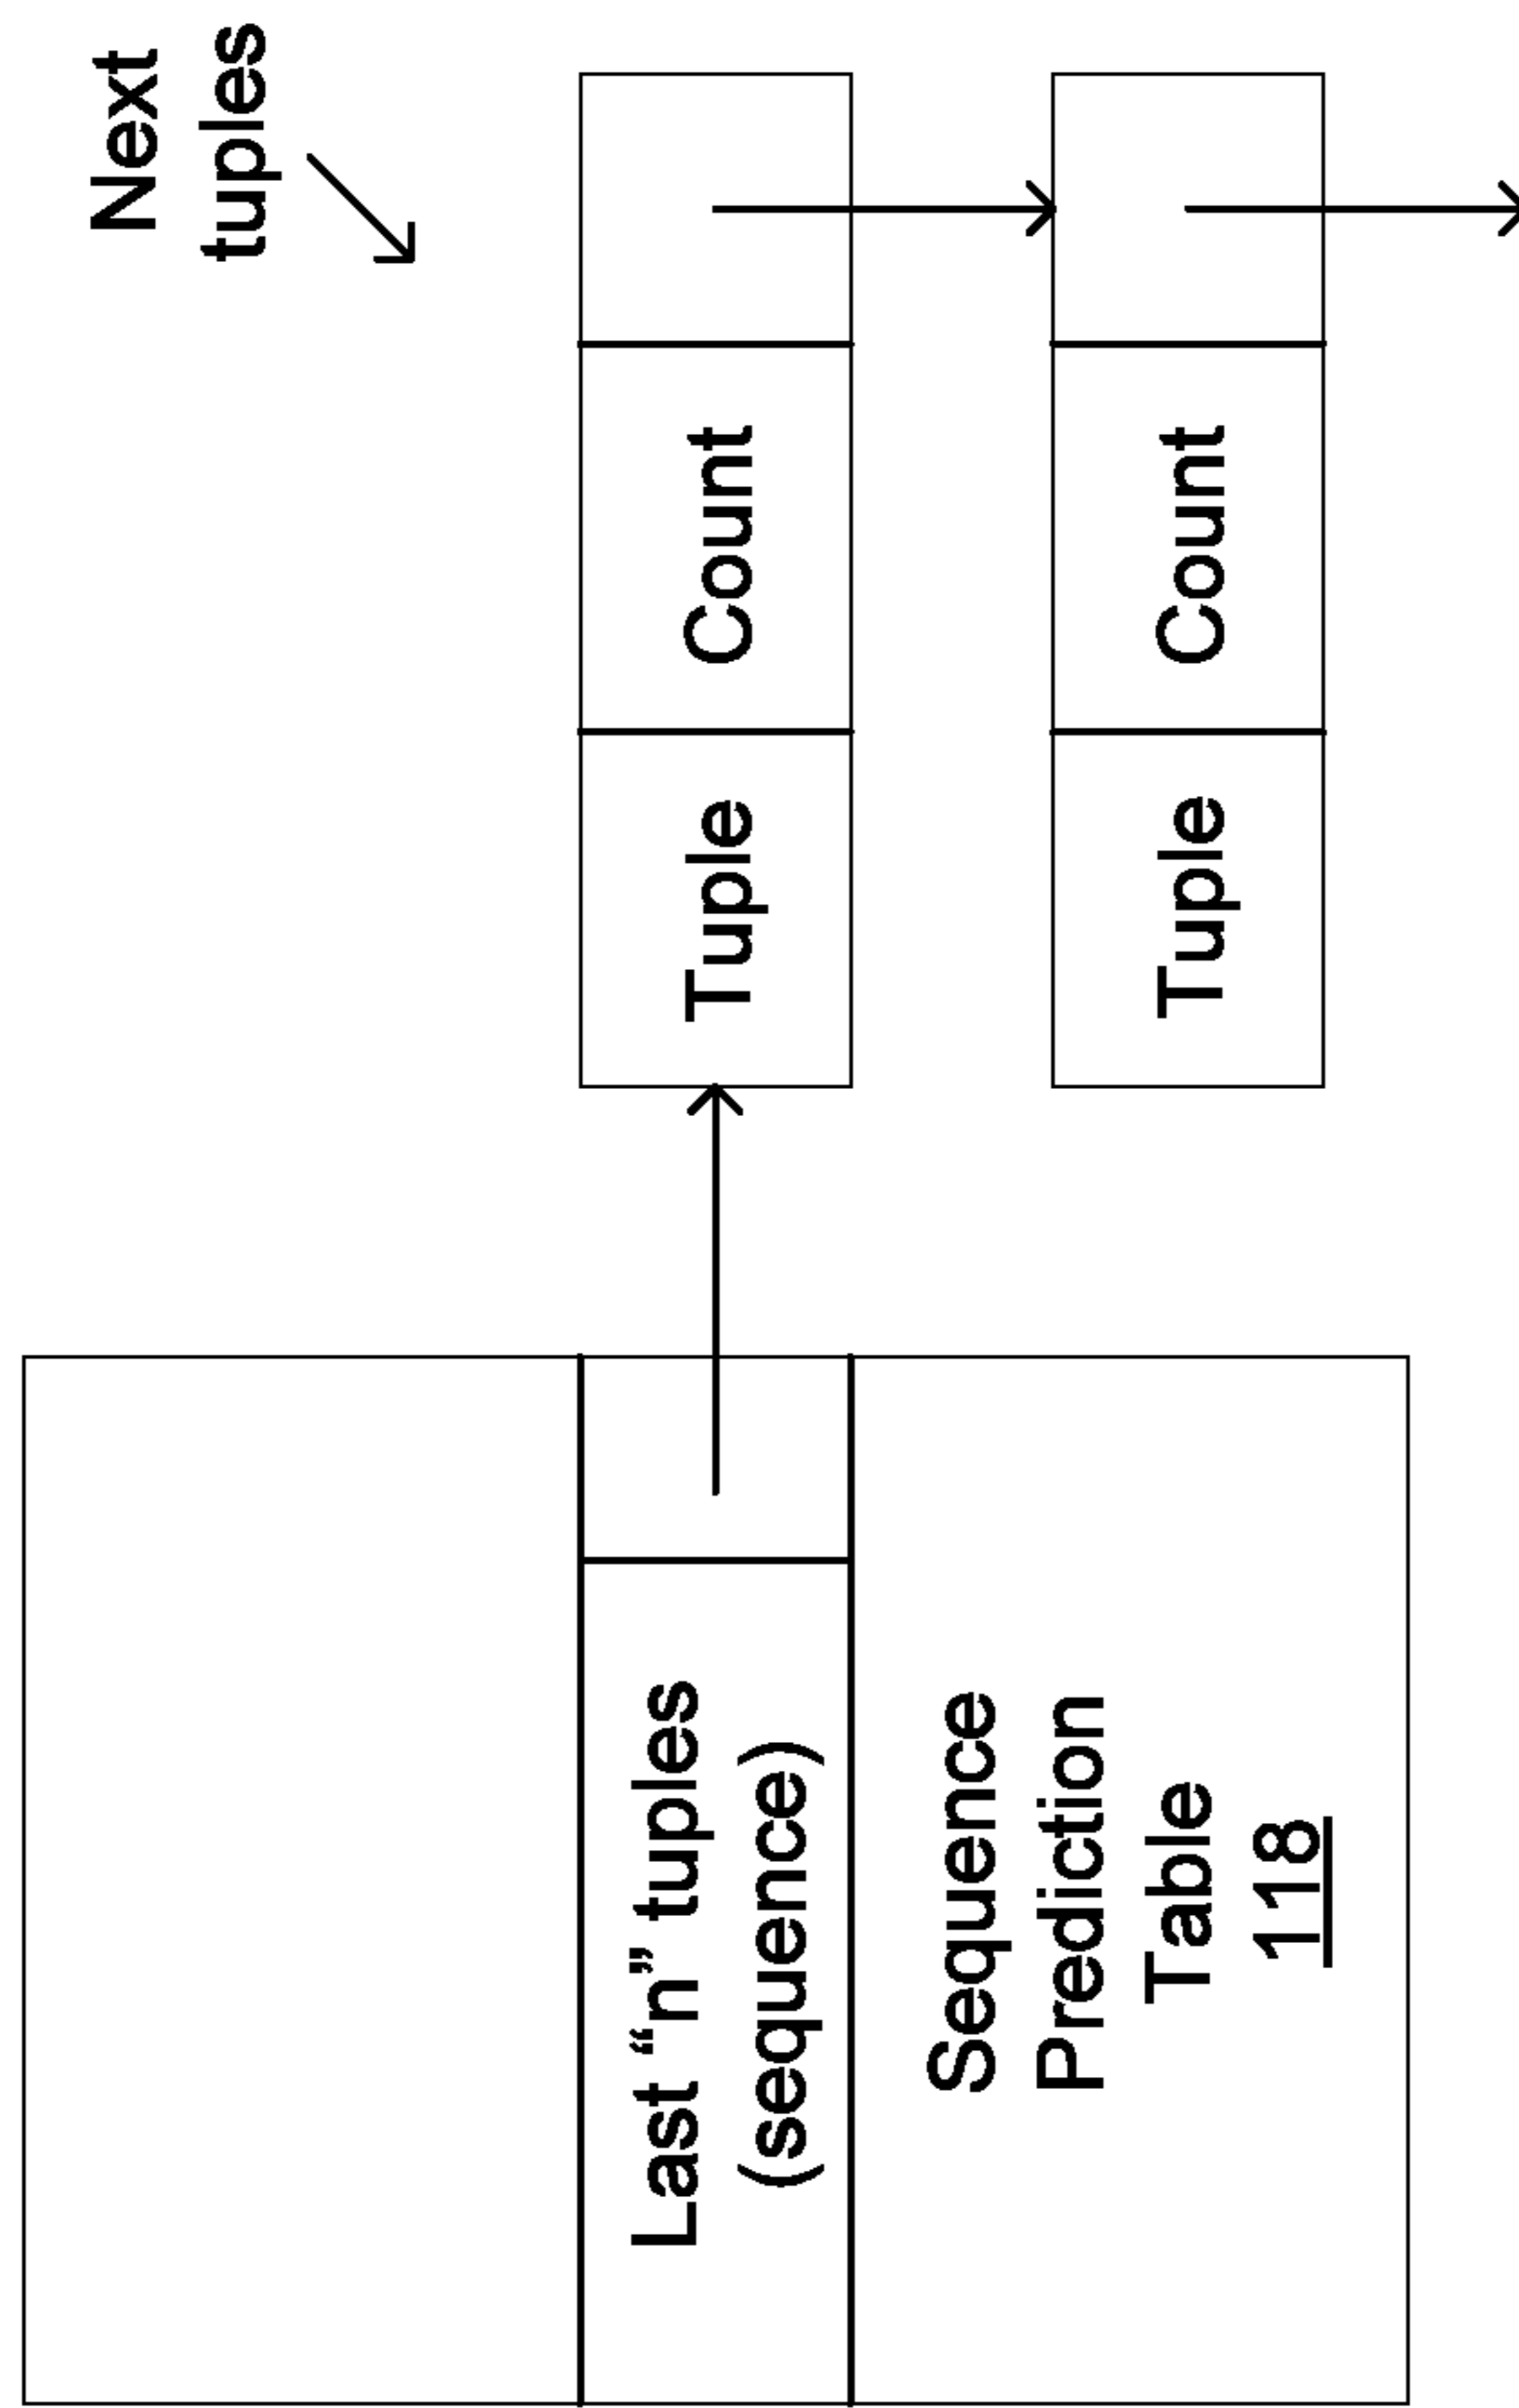 Next
tuples
Last “n” tuples
(sequence)
Tuple
Count
Sequence
Prediction
Table
118
Tuple
Count